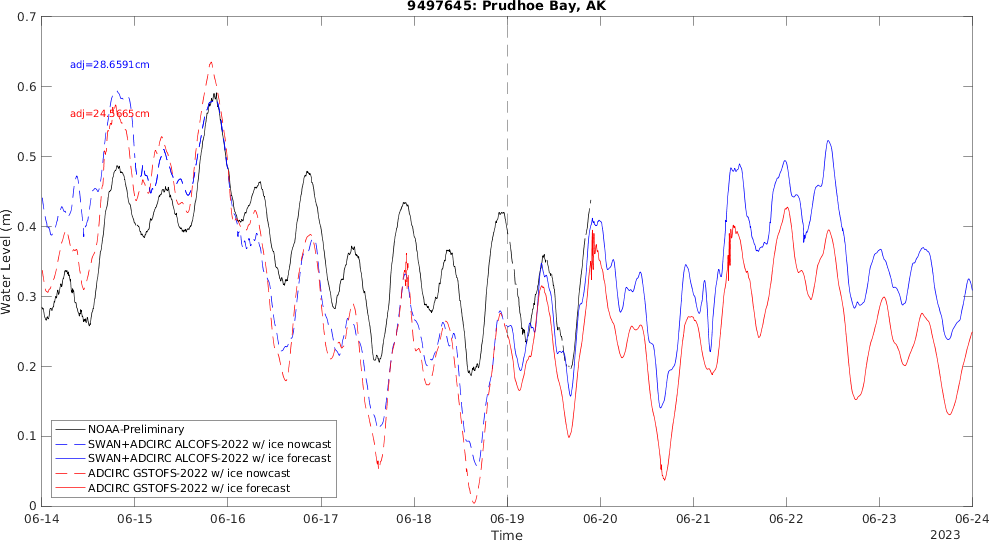 9497645: Prudhoe Bay, AK
0.7
adj=28.6591cm
0.6
adj=24.3665cm
0.5
0.4
Water Level (m)
0.3
0.2
0.1
0
NOAA-Preliminary
SWAN+ADCIRC ALCOFS-2022 w/ ice nowcast
SWAN+ADCIRC ALCOFS-2022 w/ ice forecast
ADCIRC GSTOFS-2022 w/ ice nowcast
ADCIRC GSTOFS-2022 w/ ice forecast
06-14 06-15 06-16 06-17 06-18 06-19 06-20 06-21 06-22 06-23 06-24
Time
2023